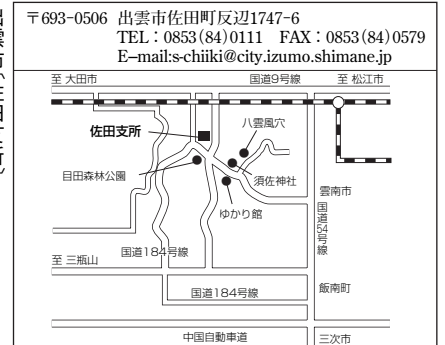 〒693-0506 出雲市佐田町反辺1747-6
TEL：0853(84)0111 FAX：0853(84)0579
E–mail:s-chiiki@city.izumo.shimane.jp
至 大田市
国道9号線
至 松江市
佐田支所
八雲風穴
目田森林公園
須佐神社
ゆかり館
雲南市
国道54号線
国道184号線
至 三瓶山
国道184号線
飯南町
中国自動車道
三次市